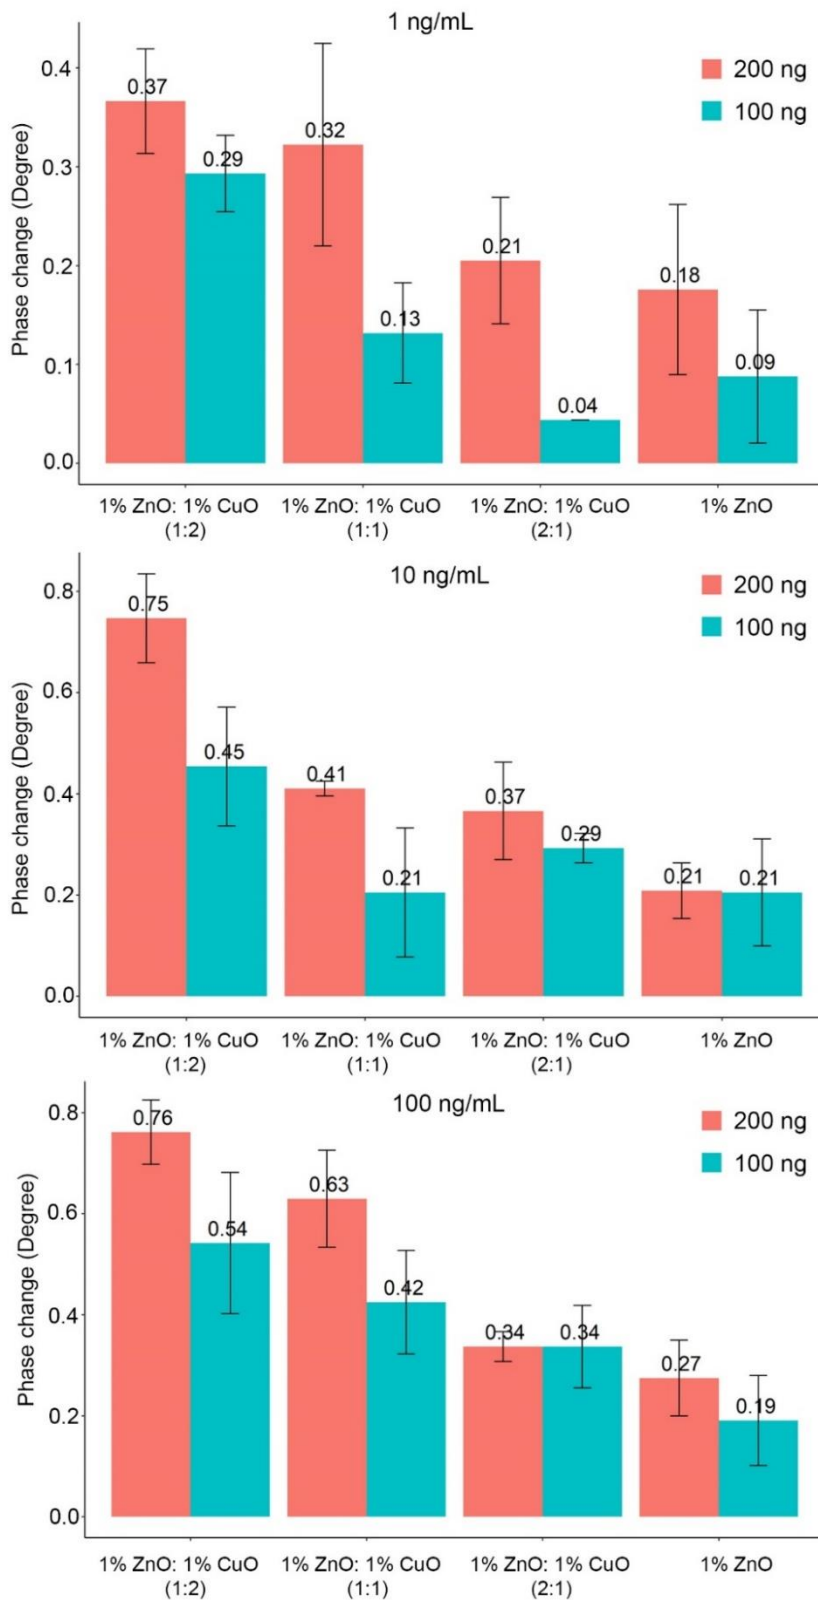 1 ng/mL
200 ng
100 ng
Phase change (Degree)
0.4
0.3
0.2
0.1
0.0
0.37
0.29
0.32
0.13
0.21
0.04
0.18
0.09
1% ZnO: 1% CuO 1% ZnO: 1% CuO 1% ZnO: 1% CuO 1% ZnO
(1:2) (1:1) (2:1)
10 ng/mL
200 ng
100 ng
Phase change (Degree)
0.8
0.6
0.4
0.2
0.0
0.75
0.45
0.41
0.21
0.37
0.29
0.21
0.21
1% ZnO: 1% CuO 1% ZnO: 1% CuO 1% ZnO: 1% CuO 1% ZnO
(1:2) (1:1) (2:1)
100 ng/mL
200 ng
100 ng
Phase change (Degree)
0.8
0.6
0.4
0.2
0.0
0.76
0.54
0.63
0.42
0.34
0.34
0.27
0.19
1% ZnO: 1% CuO 1% ZnO: 1% CuO 1% ZnO: 1% CuO 1% ZnO
(1:2) (1:1) (2:1)